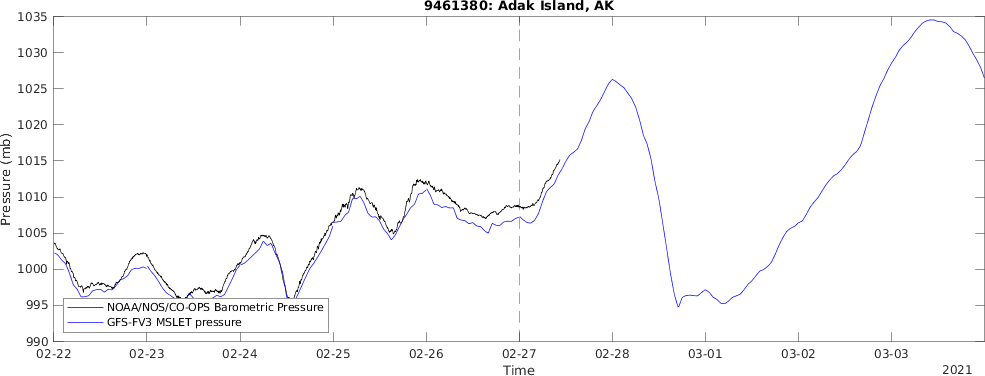 9461380: Adak Island, AK
Pressure (mb)
1035
1030
1025
1020
1015
1010
1005
1000
995
990
NOAA/NOS/CO-OPS Barometric Pressure
GFS-FV3 MSLET pressure
02-22 02-23 02-24 02-25 02-26 02-27 02-28 03-01 03-02 03-03
Time
2021